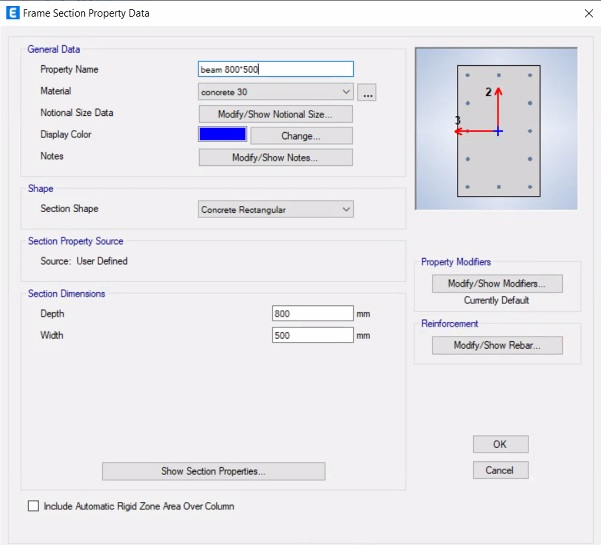 E Frame Section Property Data
General Data
Property Name beam 800*500
Material concrete 30 ...
Notional Size Data Modify/Show Notional Size...
Display Color Change...
Notes Modify/Show Notes...
2
3
Shape
Section Shape Concrete Rectangular
Section Property Source
Source: User Defined
Property Modifiers
Modify/Show Modifiers...
Currently Default
Section Dimensions
Depth 800 mm
Width 500 mm
Reinforcement
Modify/Show Rebar...
OK
Show Section Properties...
Cancel
Include Automatic Rigid Zone Area Over Column